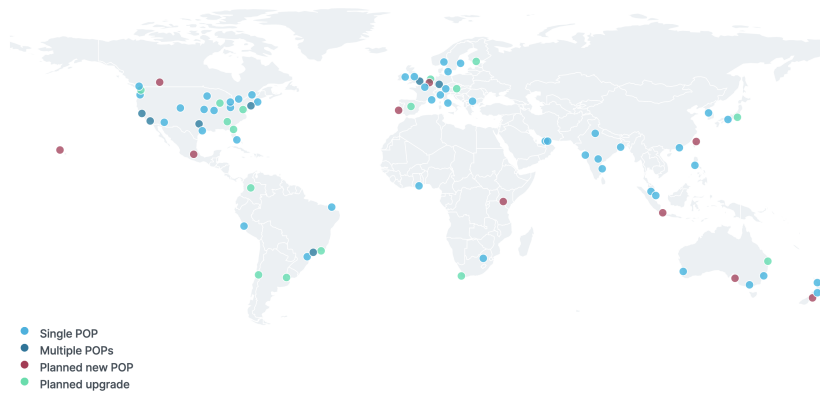 Single POP
Multiple POPs
Planned new POP
Planned upgrade